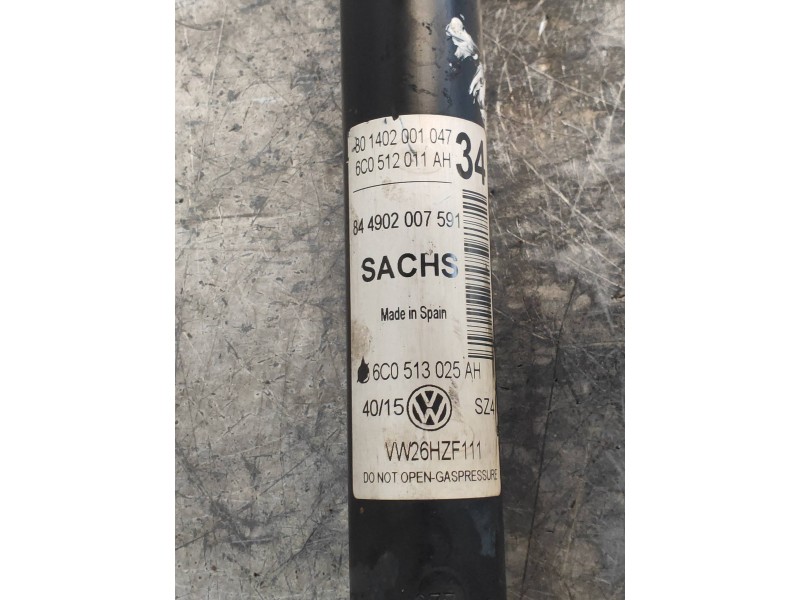 80 1402 001 047
6C0 512 011 AH
34
84 4902 007 591
SACHS
Made in Spain
6C0 513 025 AH
40/15
SZ4
VW26HZF111
DO NOT OPEN-GASPRESSURE